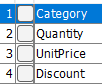 1 Category
2 Quantity
3 UnitPrice
4 Discount